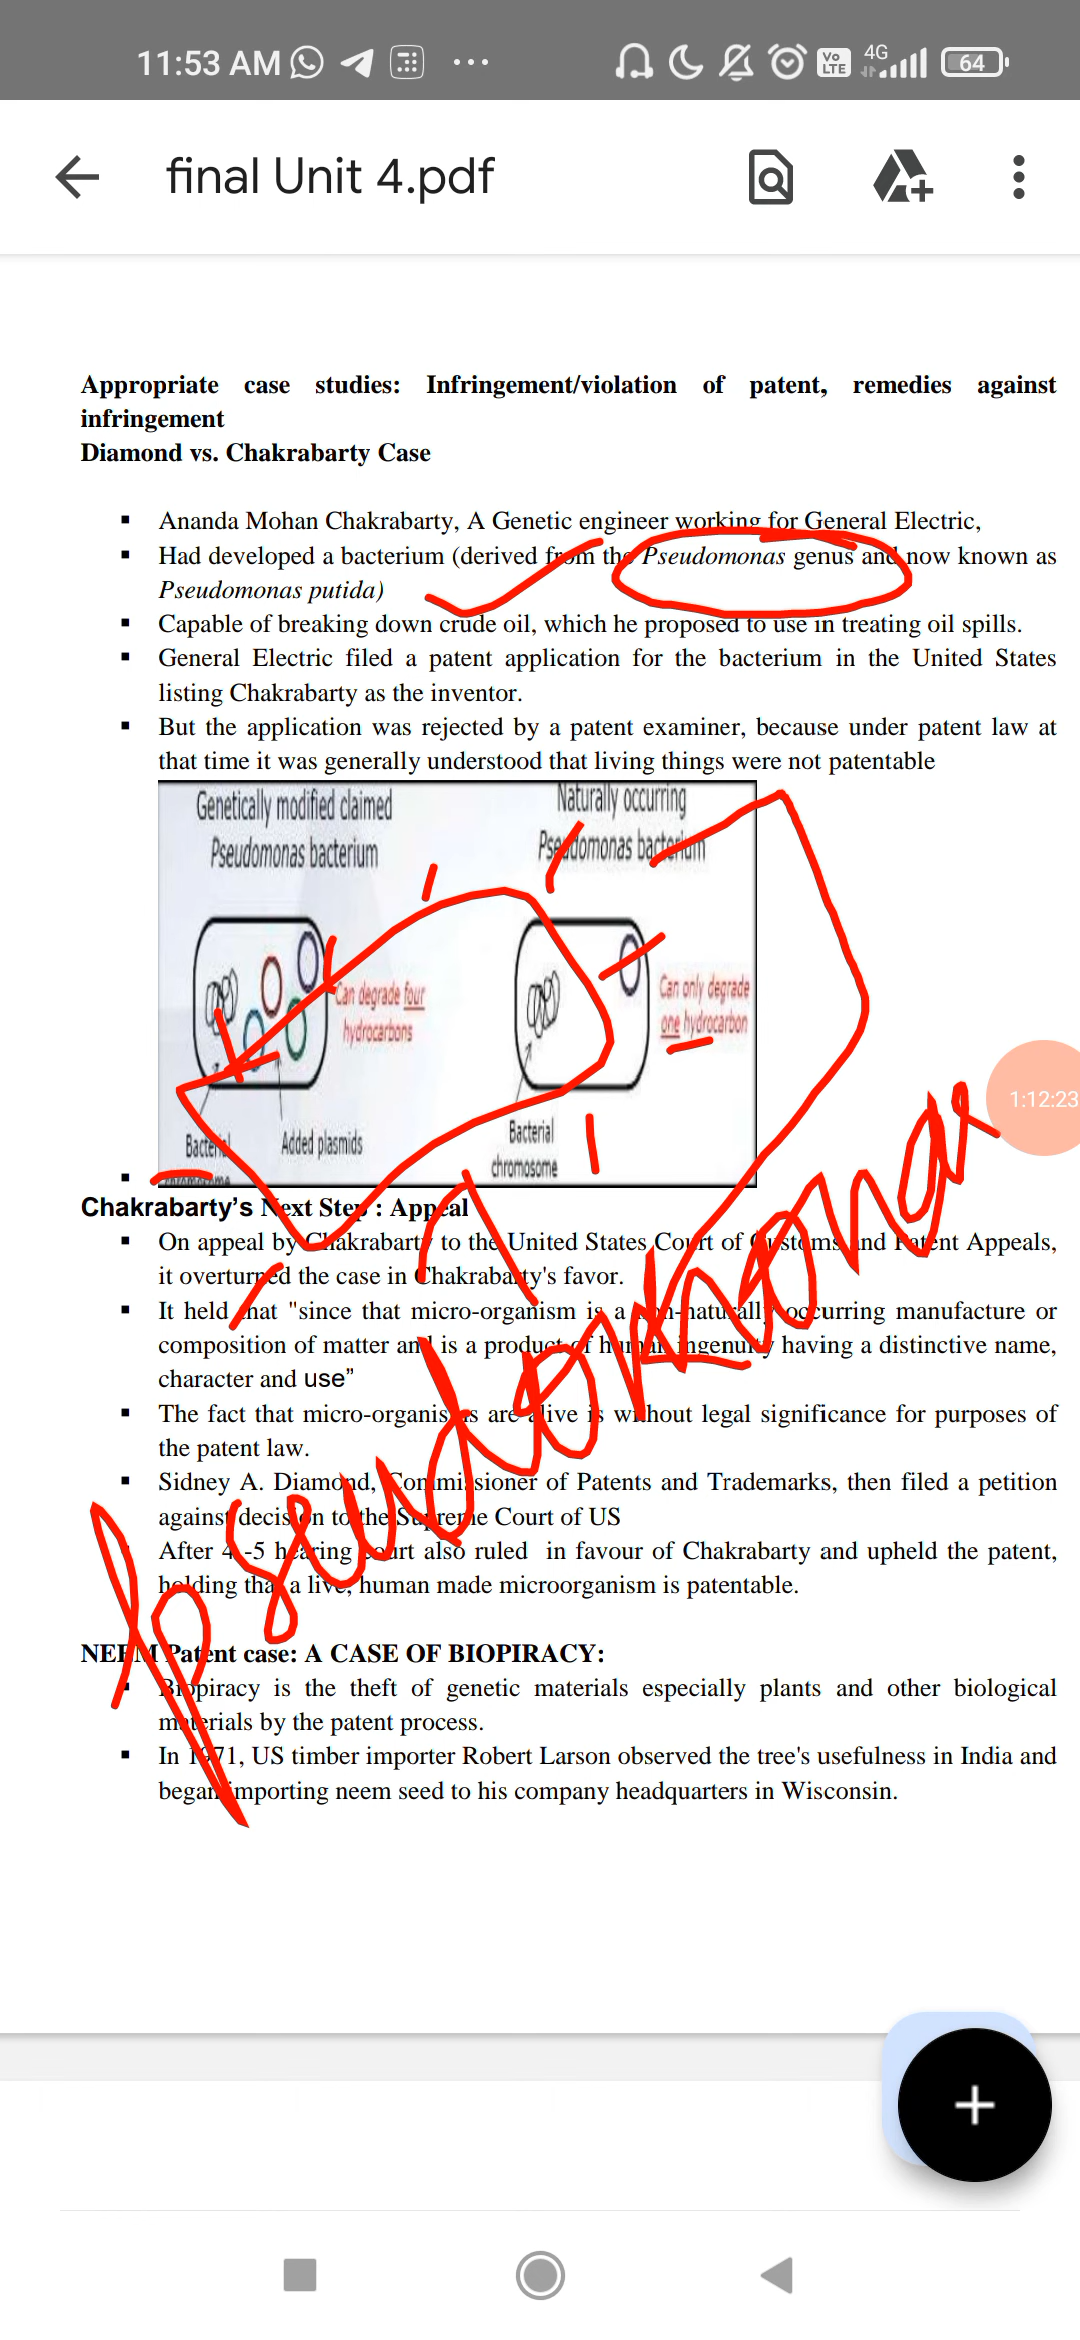 11:53 AM
Vo LTE 4G 64
final Unit 4.pdf
Appropriate case studies: Infringement/violation of patent, remedies against
infringement
Diamond vs. Chakrabarty Case
▪ Ananda Mohan Chakrabarty, A Genetic engineer working for General Electric,
▪ Had developed a bacterium (derived from the Pseudomonas genus and now known as
Pseudomonas putida)
▪ Capable of breaking down crude oil, which he proposed to use in treating oil spills.
▪ General Electric filed a patent application for the bacterium in the United States
listing Chakrabarty as the inventor.
▪ But the application was rejected by a patent examiner, because under patent law at
that time it was generally understood that living things were not patentable
Genetically modified claimed
Pseudomonas bacterium
Naturally occurring
Pseudomonas bacterium
Can degrade four
hydrocarbons
Can only degrade
one hydrocarbon
Bacterial
chromosome
Added plasmids
Bacterial
chromosome
1:12:23
▪
Chakrabarty's Next Step : Appeal
▪ On appeal by Chakrabarty to the United States Court of Customs and Patent Appeals,
it overturned the case in Chakrabarty's favor.
▪ It held that "since that micro-organism is a non-naturally occurring manufacture or
composition of matter and is a product of human ingenuity having a distinctive name,
character and use”
▪ The fact that micro-organisms are alive is without legal significance for purposes of
the patent law.
▪ Sidney A. Diamond, Commissioner of Patents and Trademarks, then filed a petition
against decision to the Supreme Court of US
▪ After 4 -5 hearing court also ruled in favour of Chakrabarty and upheld the patent,
holding that a live, human made microorganism is patentable.
NEEM Patent case: A CASE OF BIOPIRACY:
▪ Biopiracy is the theft of genetic materials especially plants and other biological
materials by the patent process.
▪ In 1971, US timber importer Robert Larson observed the tree's usefulness in India and
began importing neem seed to his company headquarters in Wisconsin.